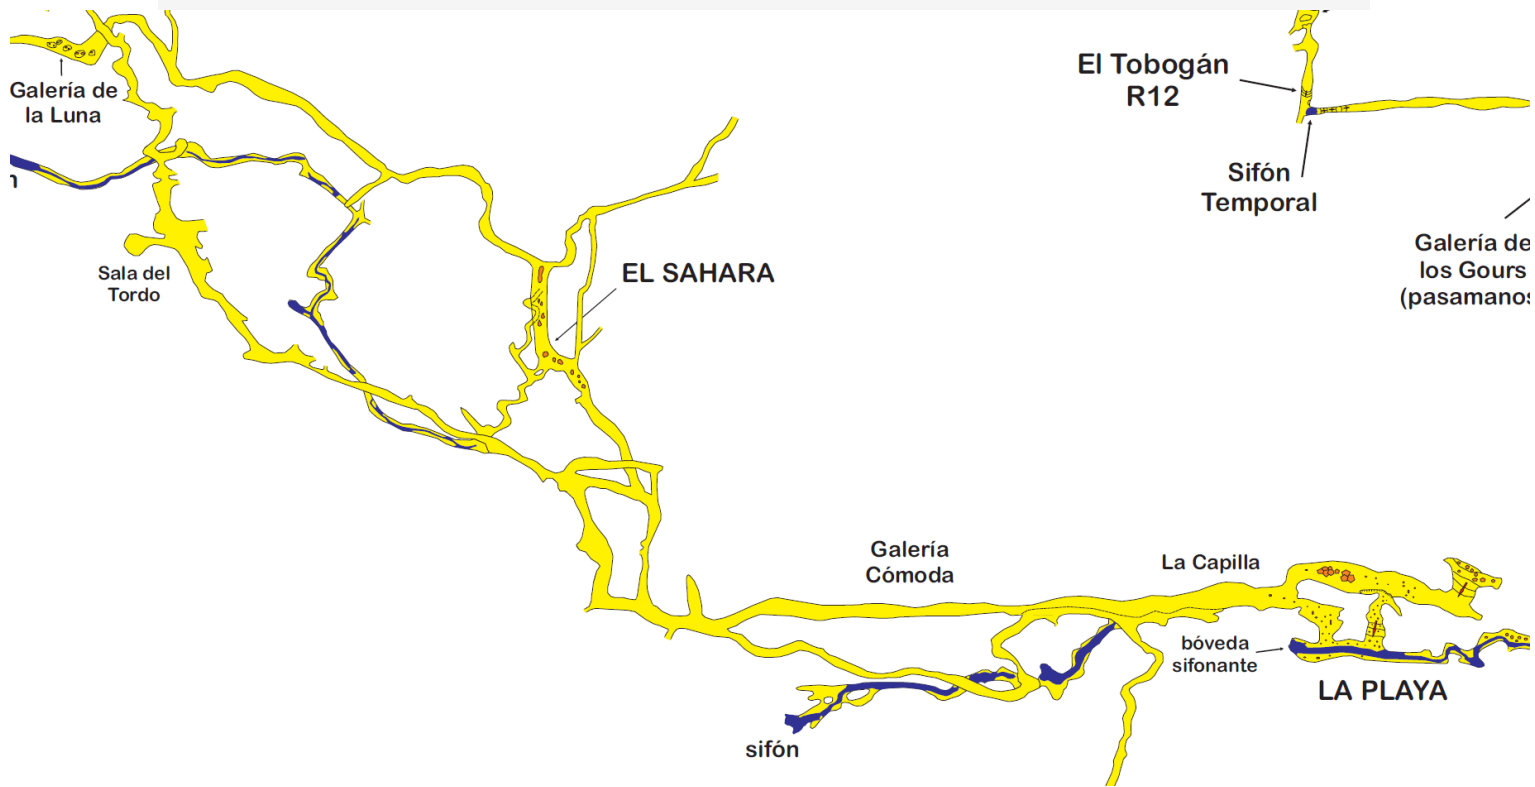 El Tobogán
R12
Galería de
la Luna
Sifón
Temporal
n
Galería de
los Gours
(pasamanos
Sala del
Tordo
EL SAHARA
Galería
Cómoda
La Capilla
bóveda
sifonante
LA PLAYA
sifón